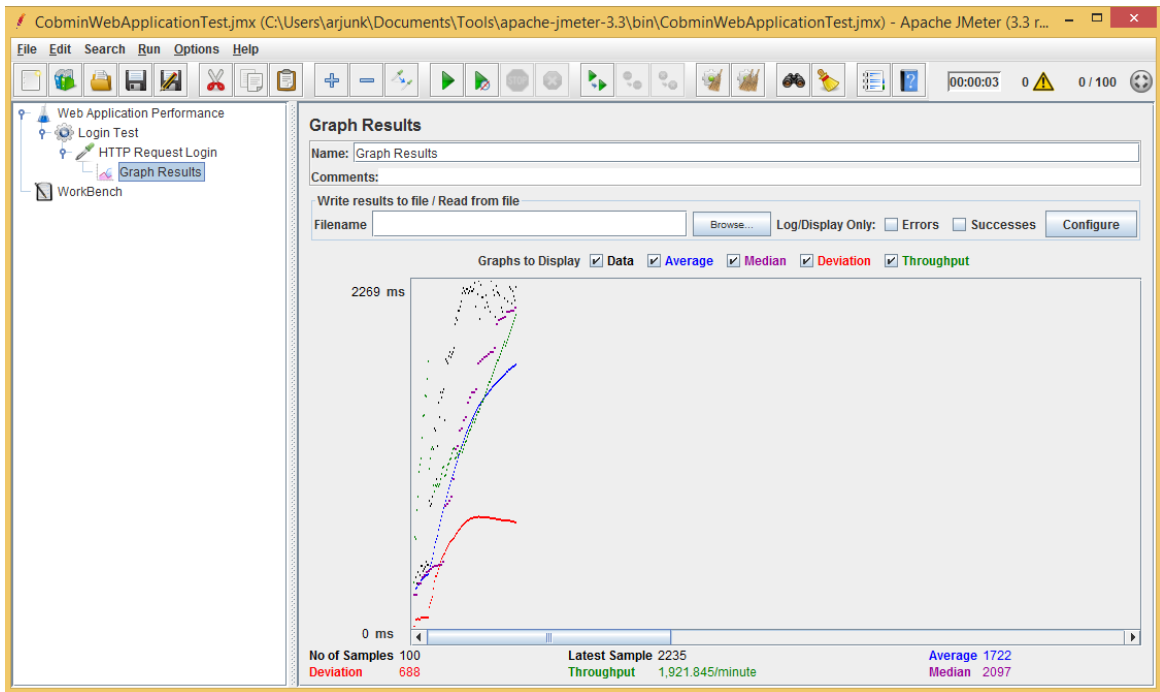 CobminWebApplicationTest.jmx (C:\Users\arjunk\Documents\Tools\apache-jmeter-3.3\bin\CobminWebApplicationTest.jmx) - Apache JMeter (3.3 r...
File Edit Search Run Options Help
00:00:03 0 0 / 100
Web Application Performance
Login Test
HTTP Request Login
Graph Results
WorkBench
Graph Results
Name: Graph Results
Comments:
Write results to file / Read from file
Filename Browse... Log/Display Only: Errors Successes Configure
Graphs to Display Data Average Median Deviation Throughput
2269 ms
0 ms
No of Samples 100 Latest Sample 2235 Average 1722
Deviation 688 Throughput 1,921.845/minute Median 2097